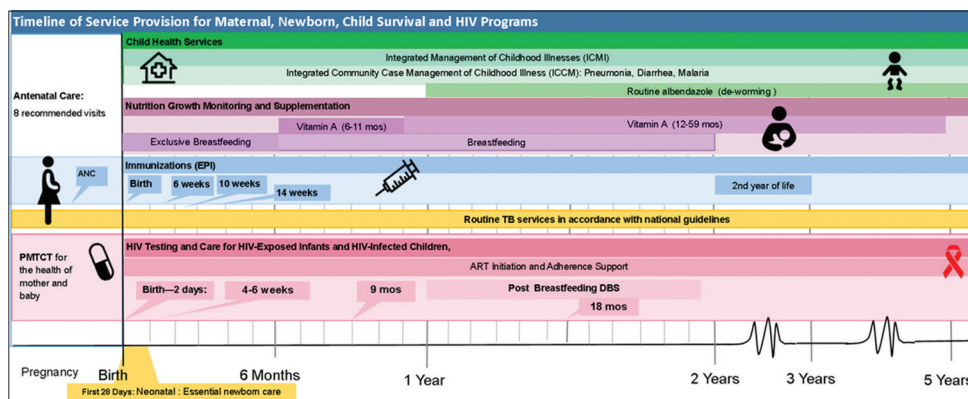 Timeline of Service Provision for Maternal, Newborn, Child Survival and HIV Programs
Child Health Services
Integrated Management of Childhood Illnesses (ICMI)
Integrated Community Case Management of Childhood Illness (ICCM): Pneumonia, Diarrhea, Malaria
Routine albendazole (de-worming )
Antenatal Care:
8 recommended visits
Nutrition Growth Monitoring and Supplementation
Vitamin A (6-11 mos)
Vitamin A (12-59 mos)
Exclusive Breastfeeding
Breastfeeding
Immunizations (EPI)
ANC
Birth
6 weeks
10 weeks
14 weeks
2nd year of life
Routine TB services in accordance with national guidelines
PMTCT for
the health of
mother and
baby
HIV Testing and Care for HIV-Exposed Infants and HIV-Infected Children,
ART Initiation and Adherence Support
Birth—2 days:
4-6 weeks
9 mos
Post Breastfeeding DBS
18 mos
Pregnancy
Birth
6 Months
1 Year
2 Years
3 Years
5 Years
First 28 Days: Neonatal : Essential newborn care